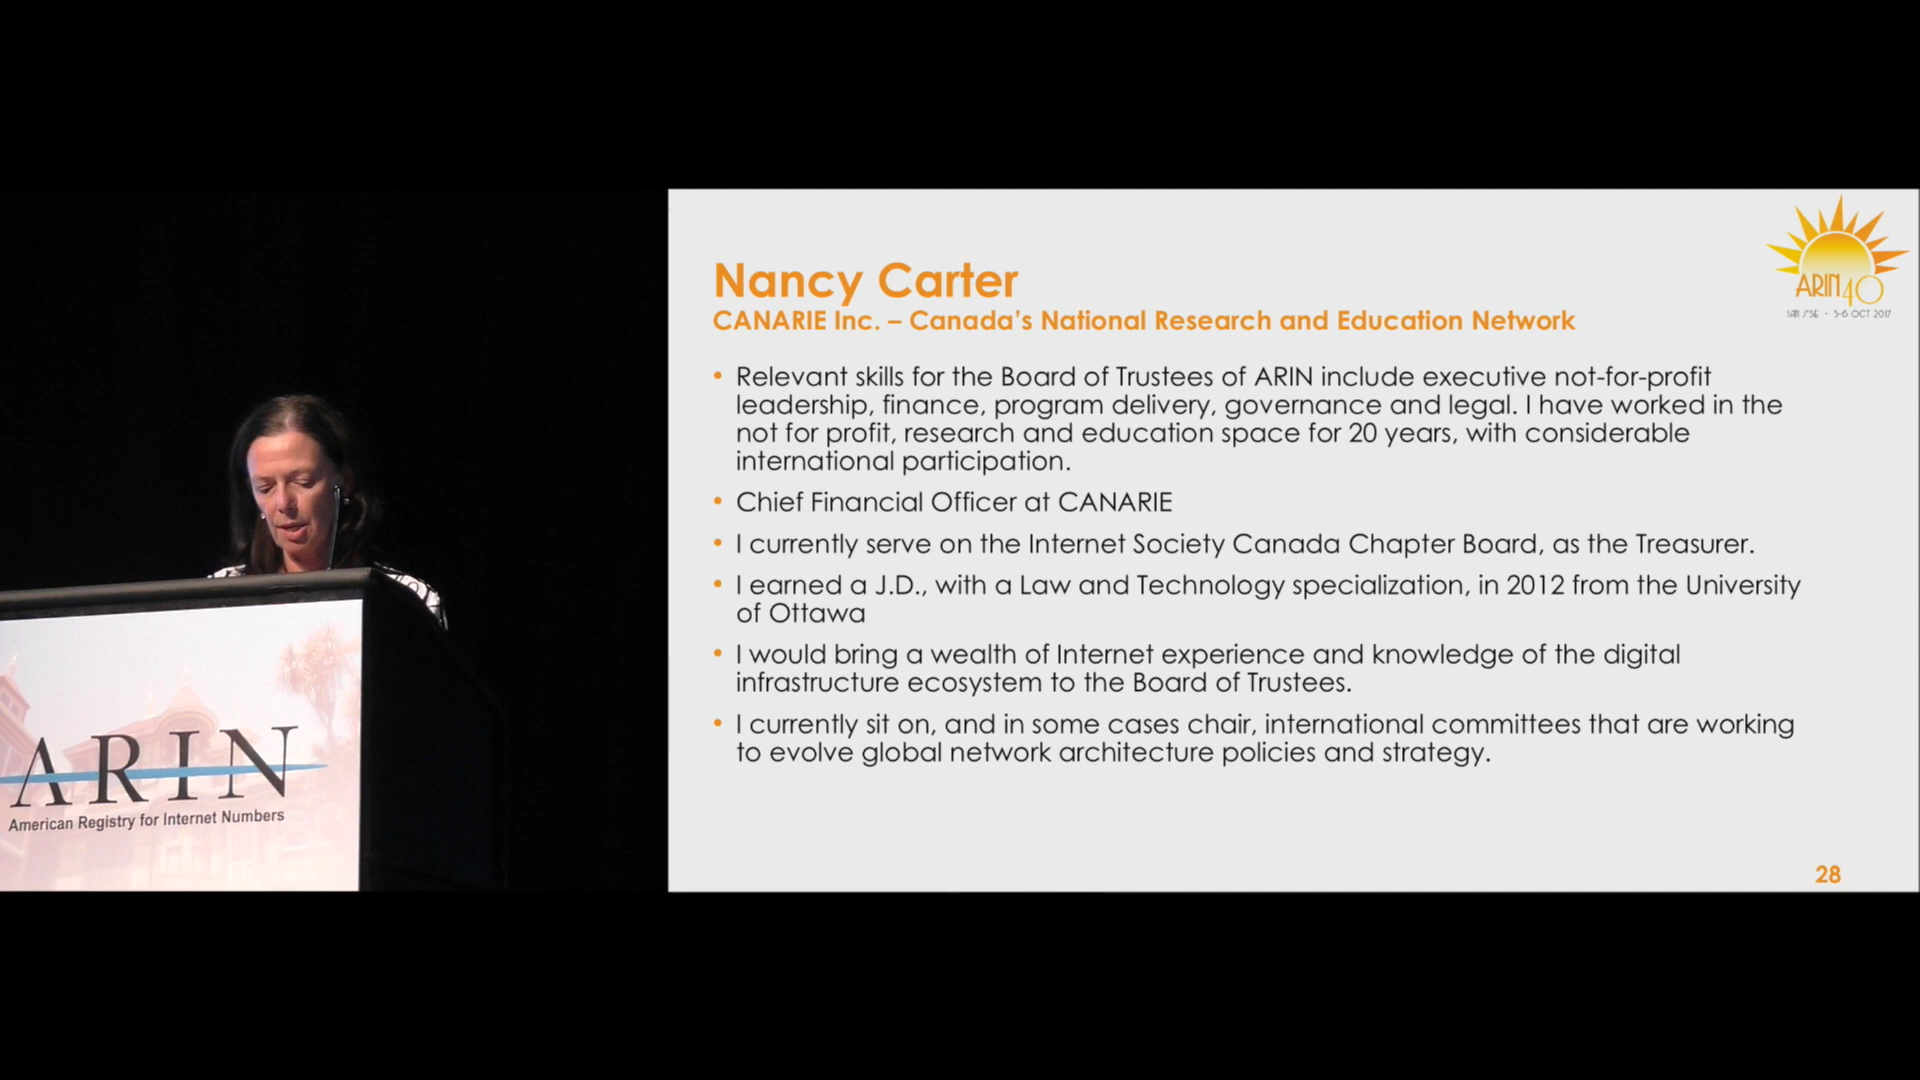 Nancy Carter
CANARIE Inc. – Canada's National Research and Education Network
• Relevant skills for the Board of Trustees of ARIN include executive not-for-profit
leadership, finance, program delivery, governance and legal. I have worked in the
not for profit, research and education space for 20 years, with considerable
international participation.
• Chief Financial Officer at CANARIE
• I currently serve on the Internet Society Canada Chapter Board, as the Treasurer.
• I earned a J.D., with a Law and Technology specialization, in 2012 from the University
of Ottawa
• I would bring a wealth of Internet experience and knowledge of the digital
infrastructure ecosystem to the Board of Trustees.
• I currently sit on, and in some cases chair, international committees that are working
to evolve global network architecture policies and strategy.
28
ARIN 40
SAN JOSE • 5-6 OCT 2017
ARIN
American Registry for Internet Numbers